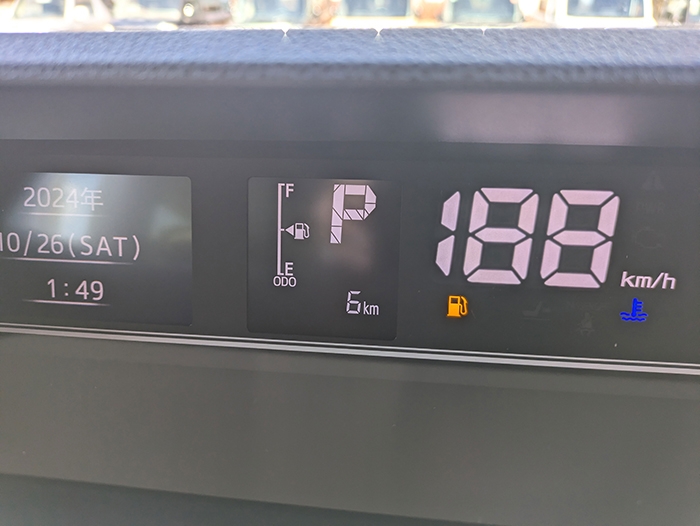 2024年
10/26(SAT)
1:49
F
E
ODO
6km
P
188
km/h